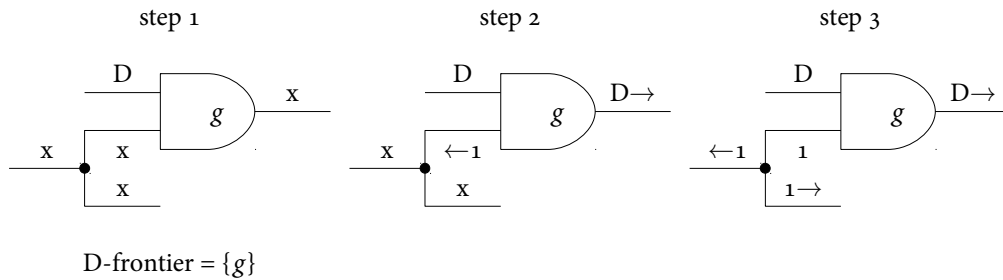 step 1 step 2 step 3
D D D
g x g D→ g D→
x x x ←1 ←1 1
x x 1→
D-frontier = {g}